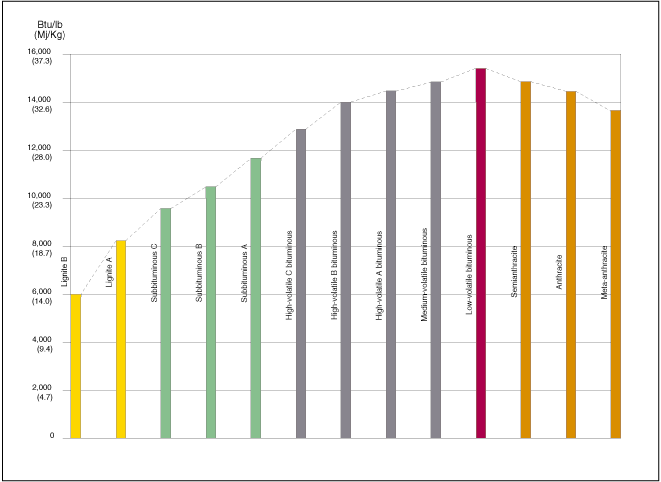 Btu/lb
(Mj/Kg)
16,000
(37.3)
14,000
(32.6)
12,000
(28.0)
10,000
(23.3)
8,000
(18.7)
6,000
(14.0)
4,000
(9.4)
2,000
(4.7)
0
Lignite B
Lignite A
Subbituminous C
Subbituminous B
Subbituminous A
High-volatile C bituminous
High-volatile B bituminous
High-volatile A bituminous
Medium-volatile bituminous
Low-volatile bituminous
Semianthracite
Anthracite
Meta-anthracite